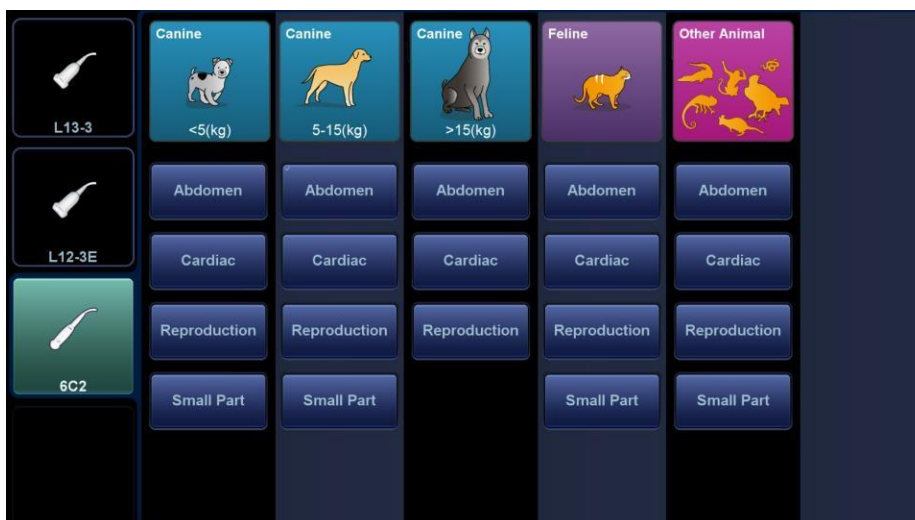 Canine
Canine
Canine
Feline
Other Animal
<5(kg)
5-15(kg)
>15(kg)
L13-3
Abdomen
Abdomen
Abdomen
Abdomen
Abdomen
L12-3E
Cardiac
Cardiac
Cardiac
Cardiac
Cardiac
Reproduction
Reproduction
Reproduction
Reproduction
Reproduction
6C2
Small Part
Small Part
Small Part
Small Part